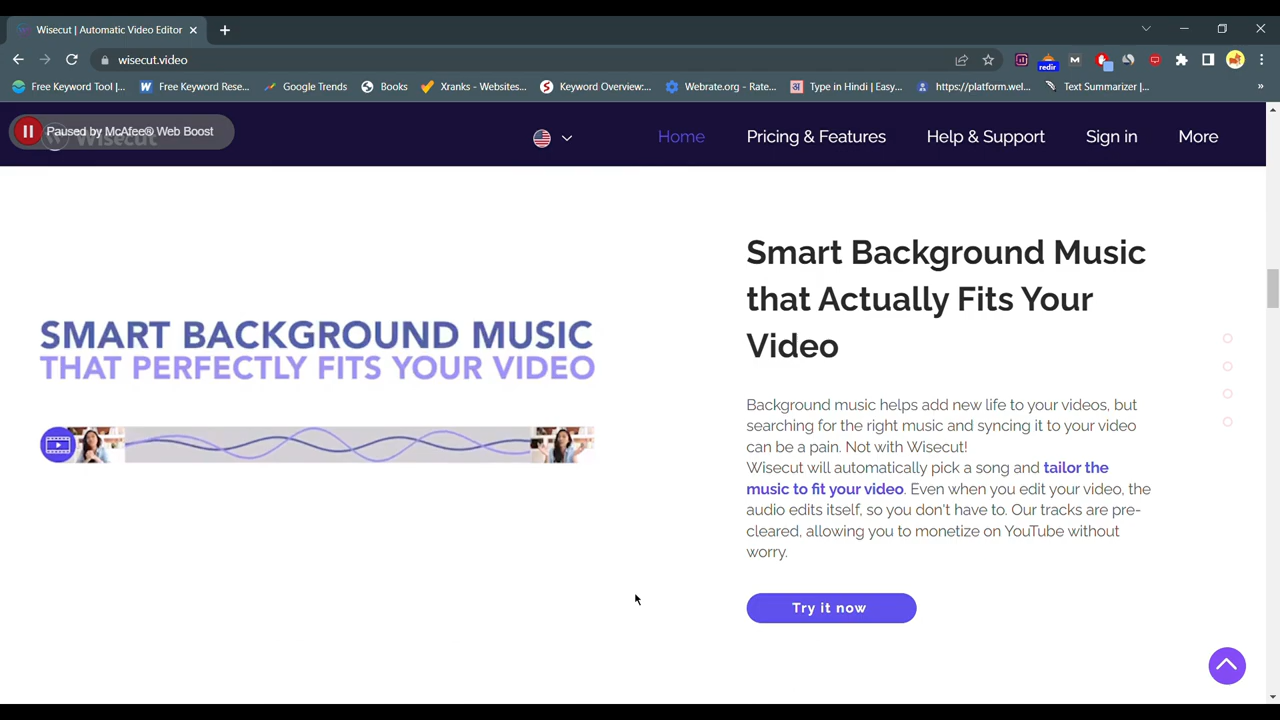 Wisecut | Automatic Video Editor
wisecut.video
redir
Free Keyword Tool |...
Free Keyword Rese...
Google Trends
Books
Xranks - Websites...
Keyword Overview:...
Webrate.org - Rate...
Type in Hindi | Easy...
https://platform.wel...
Text Summarizer |...
»
Paused by McAfee® Web Boost
Wisecut
Home
Pricing & Features
Help & Support
Sign in
More
SMART BACKGROUND MUSIC
THAT PERFECTLY FITS YOUR VIDEO
Smart Background Music
that Actually Fits Your
Video
Background music helps add new life to your videos, but
searching for the right music and syncing it to your video
can be a pain. Not with Wisecut!
Wisecut will automatically pick a song and tailor the
music to fit your video. Even when you edit your video, the
audio edits itself, so you don't have to. Our tracks are pre-
cleared, allowing you to monetize on YouTube without
worry.
Try it now